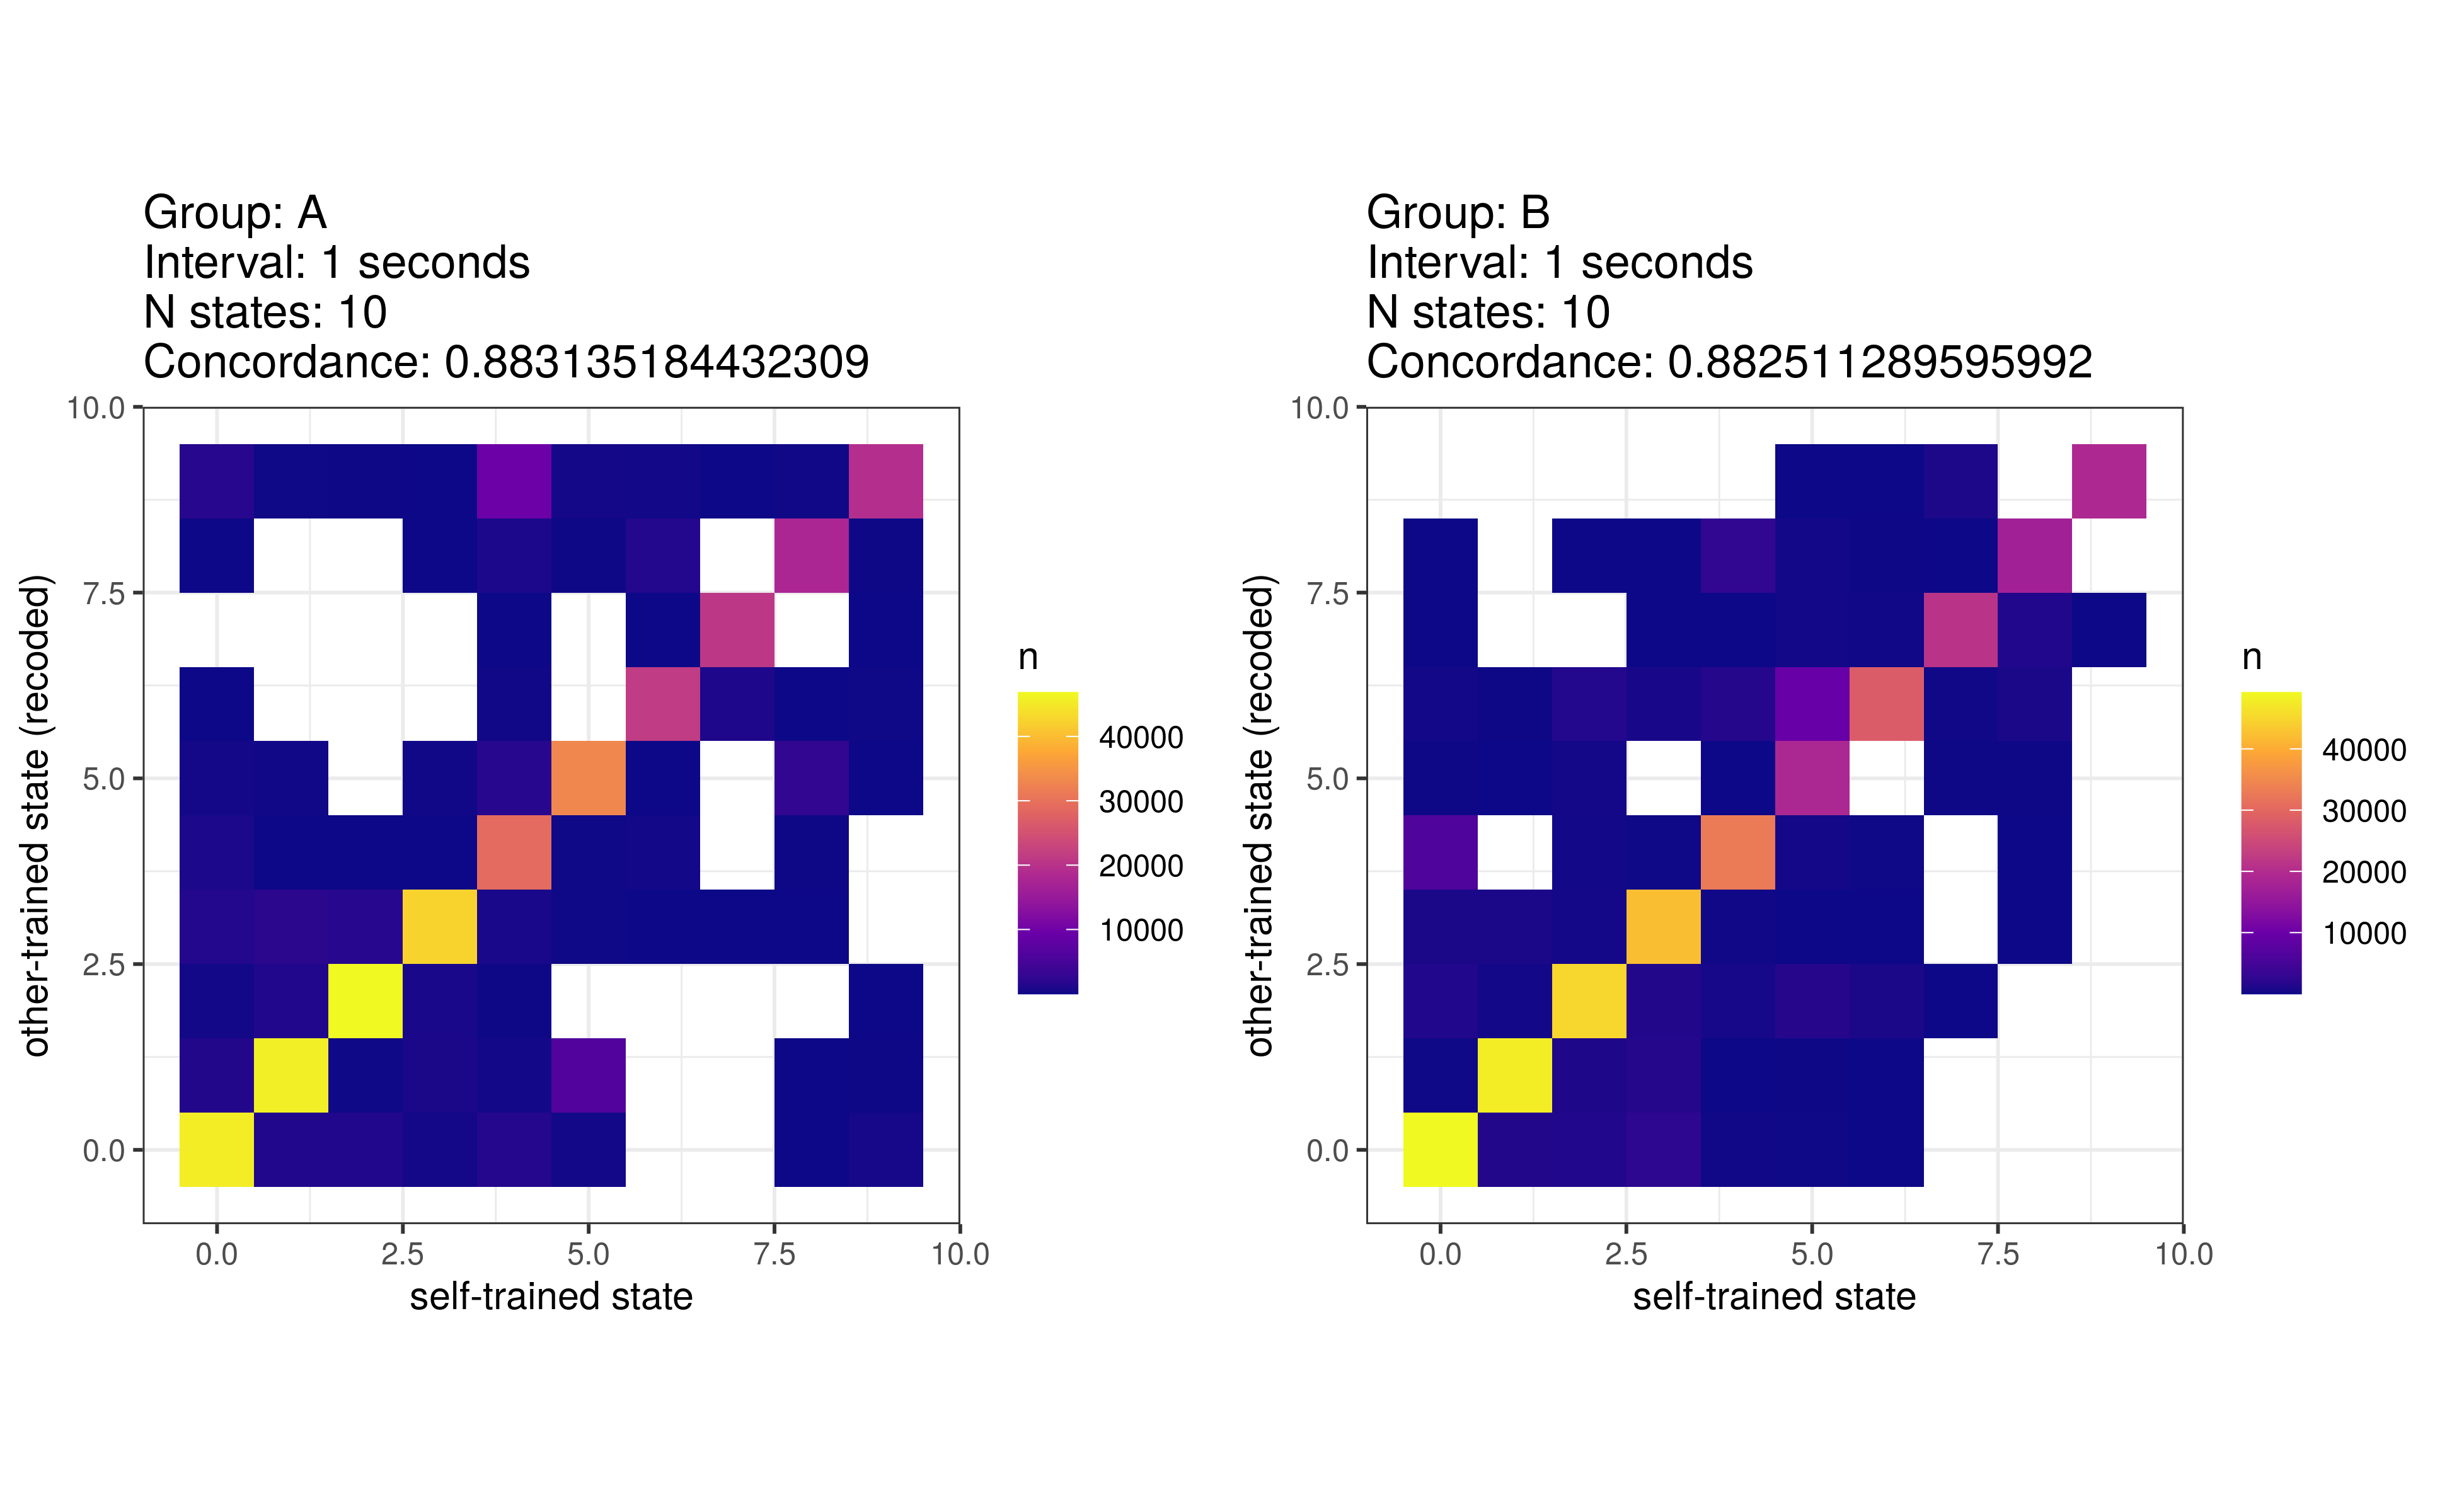 Group: A
Interval: 1 seconds
N states: 10
Concordance: 0.883135184432309
10.0
7.5
5.0
2.5
0.0
other-trained state (recoded)
0.0 2.5 5.0 7.5 10.0
self-trained state
n
40000
30000
20000
10000
Group: B
Interval: 1 seconds
N states: 10
Concordance: 0.882511289595992
10.0
7.5
5.0
2.5
0.0
other-trained state (recoded)
0.0 2.5 5.0 7.5 10.0
self-trained state
n
40000
30000
20000
10000